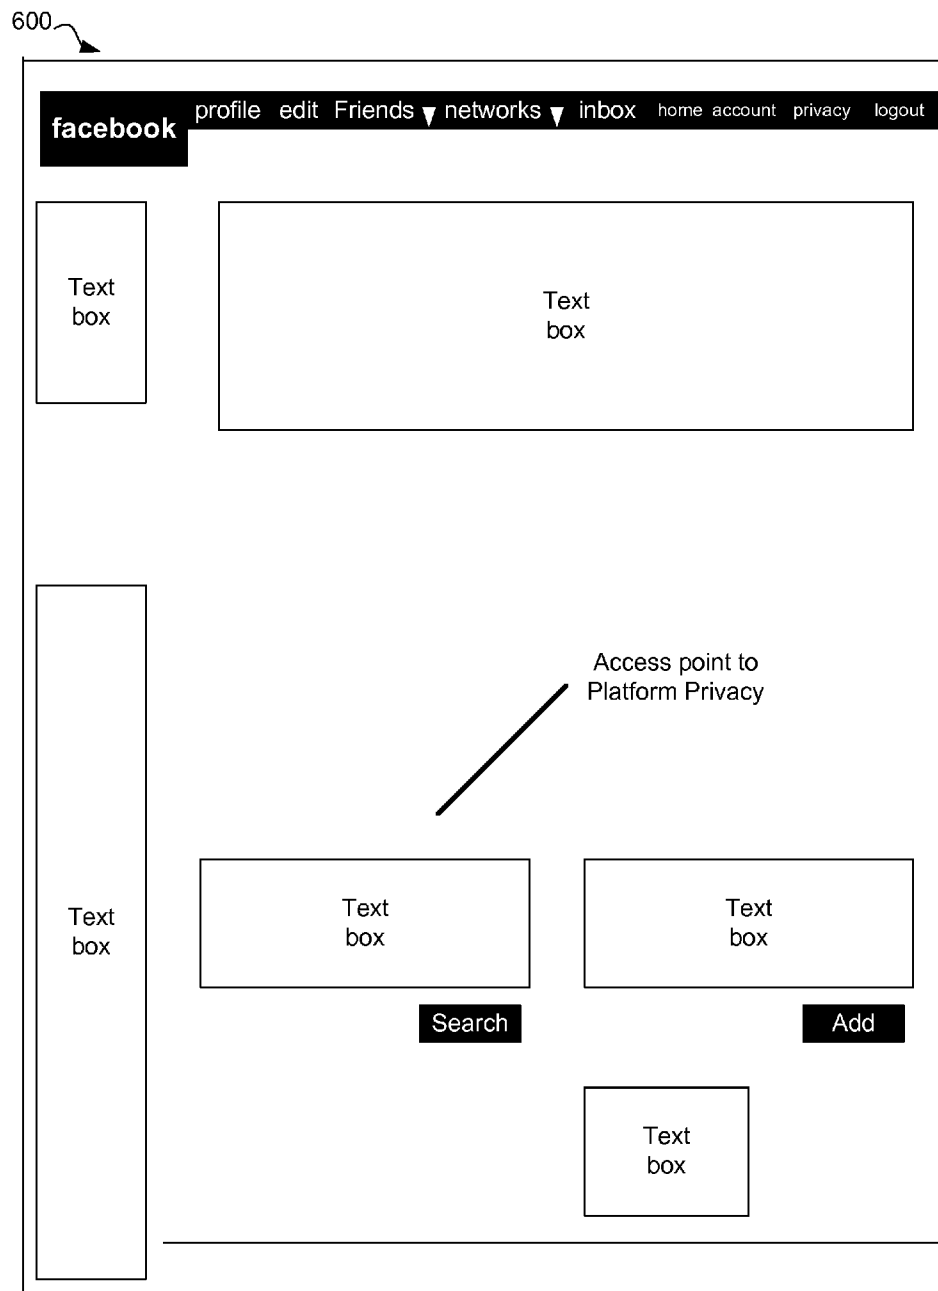 600
facebook
profile edit Friends networks inbox home account privacy logout
Text
box
Text
box
Access point to
Platform Privacy
Text
box
Text
box
Text
box
Search
Add
Text
box